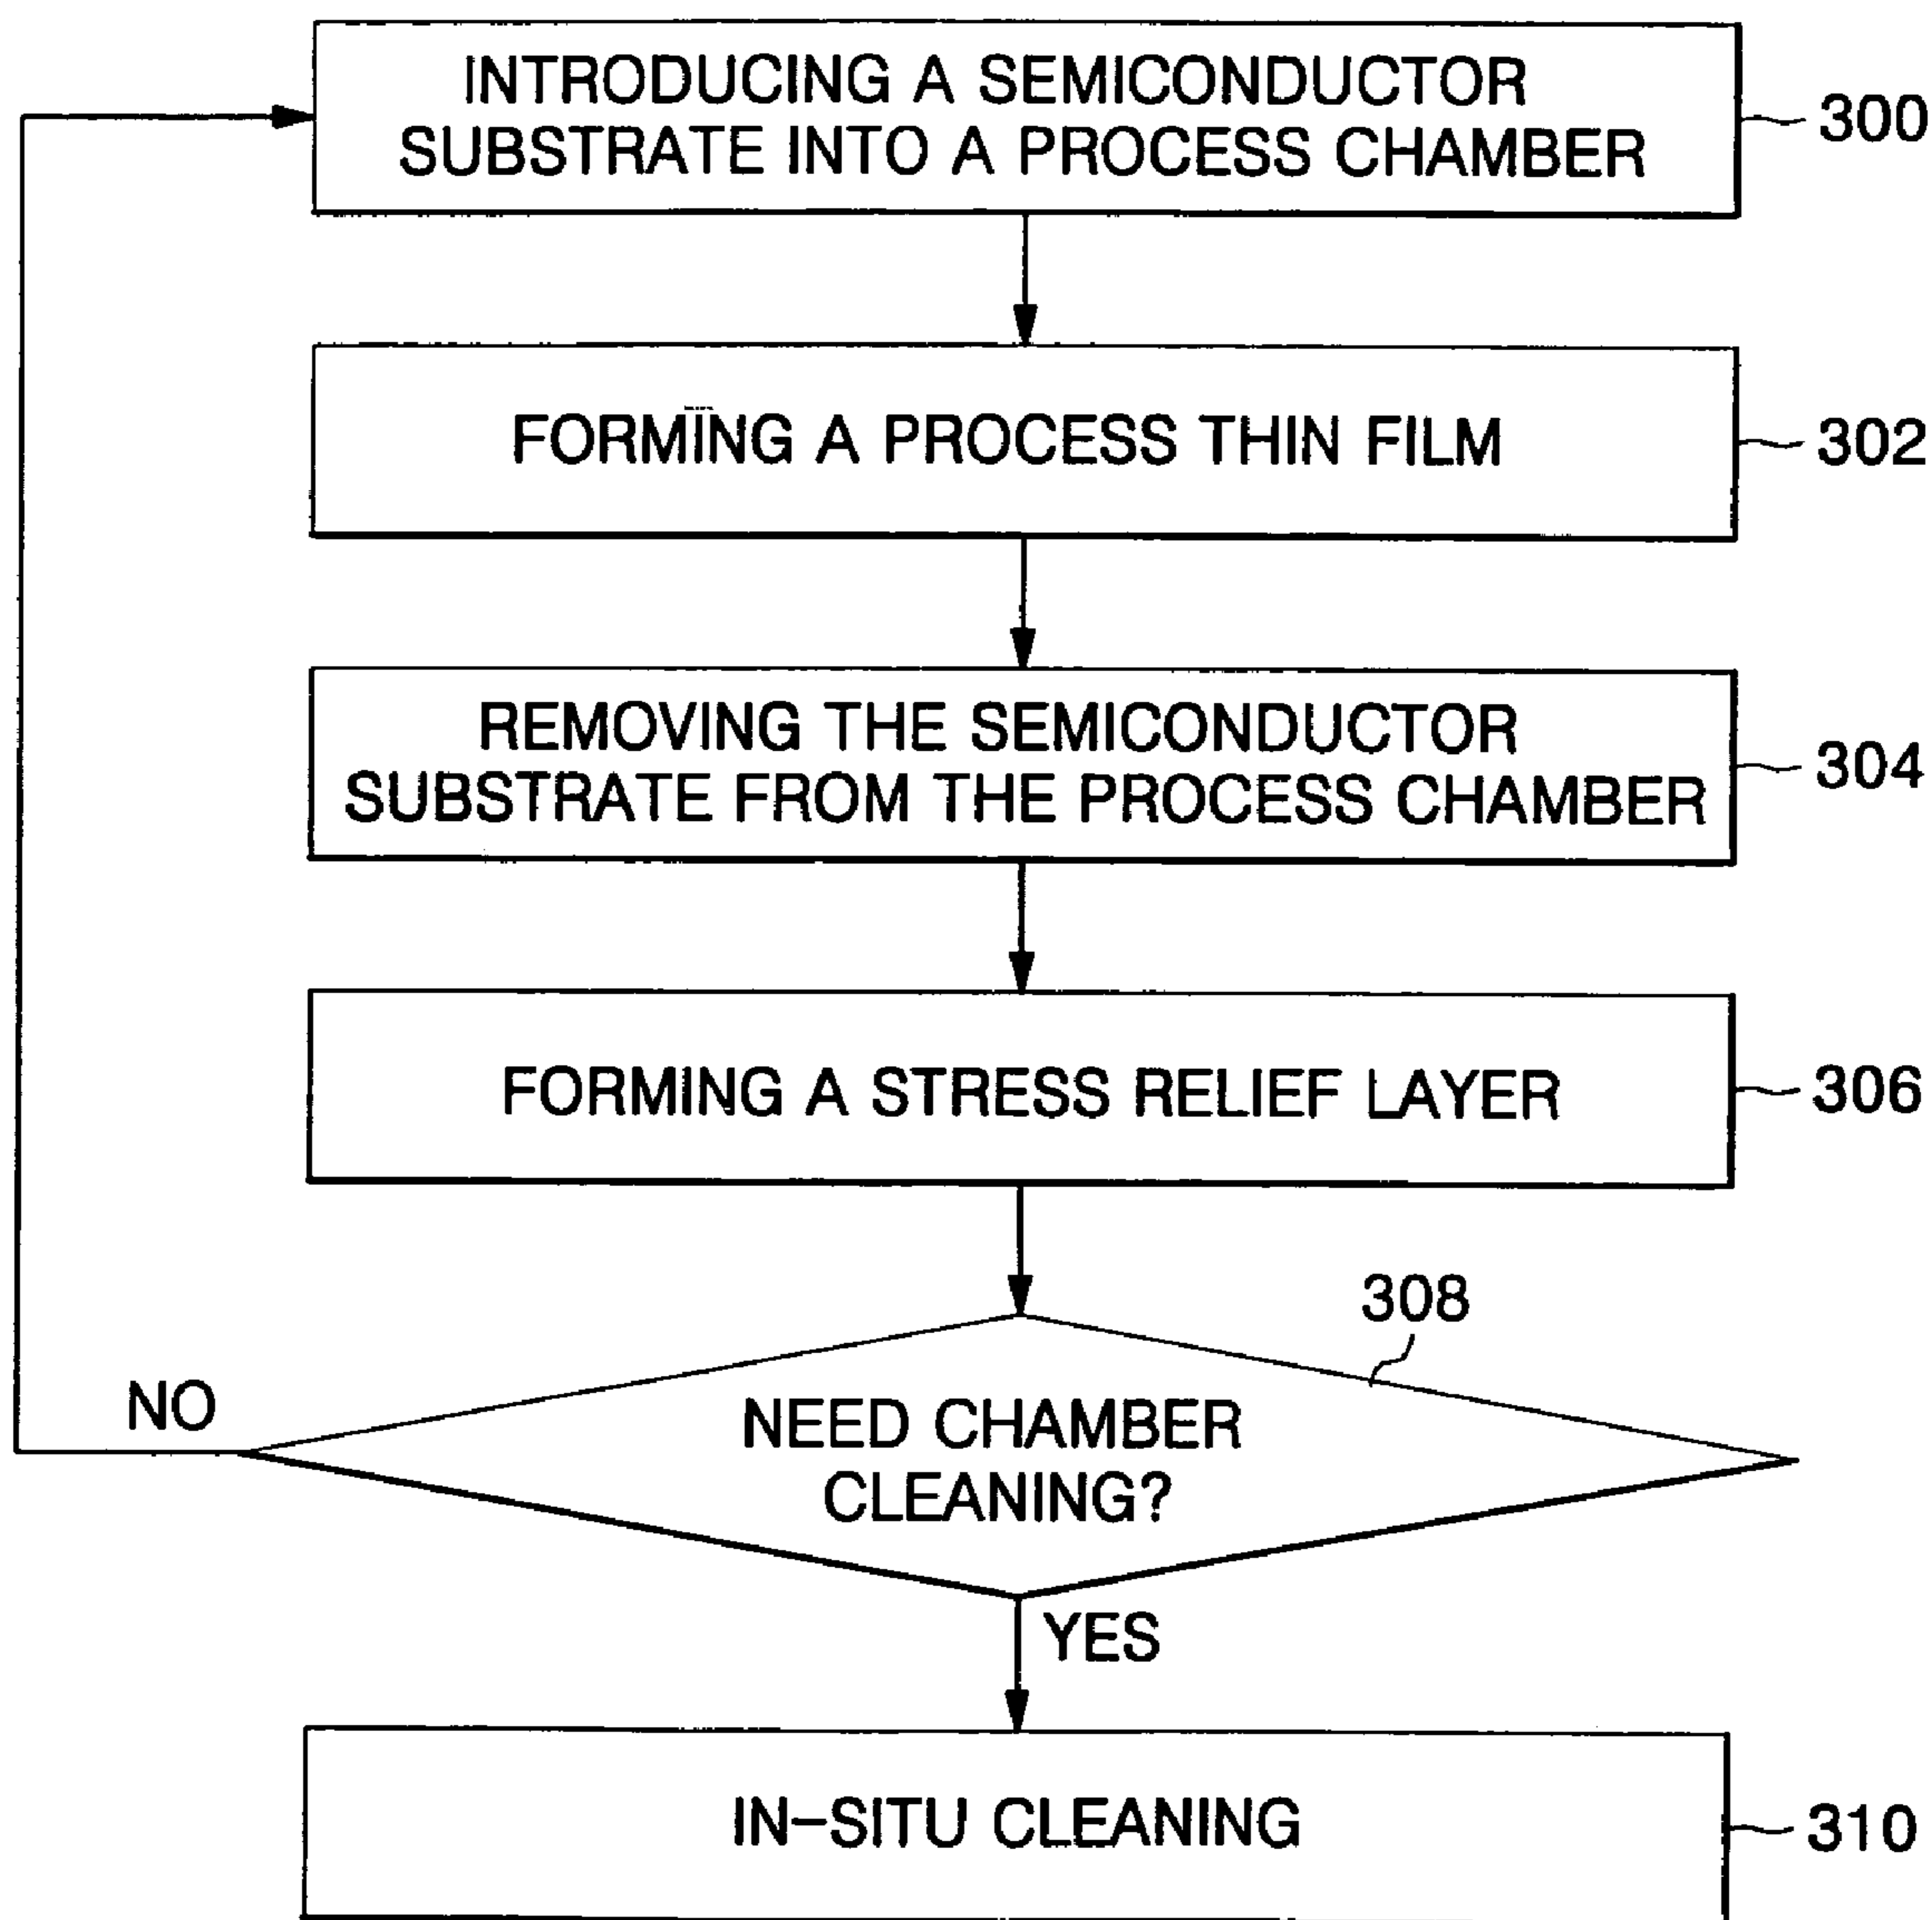 INTRODUCING A SEMICONDUCTOR
SUBSTRATE INTO A PROCESS CHAMBER
300
FORMING A PROCESS THIN FILM
302
REMOVING THE SEMICONDUCTOR
SUBSTRATE FROM THE PROCESS CHAMBER
304
FORMING A STRESS RELIEF LAYER
306
308
NO
NEED CHAMBER
CLEANING?
YES
IN-SITU CLEANING
310